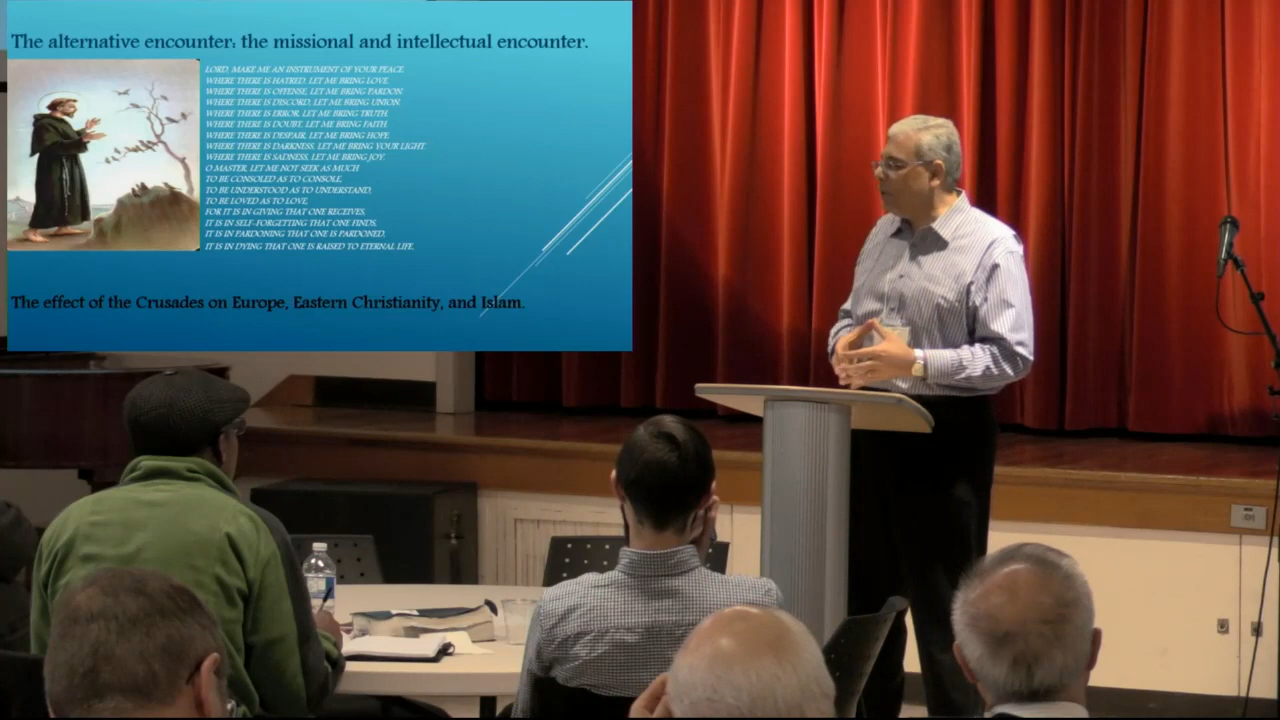 The alternative encounter: the missional and intellectual encounter.
LORD, MAKE ME AN INSTRUMENT OF YOUR PEACE.
WHERE THERE IS HATRED, LET ME BRING LOVE.
WHERE THERE IS OFFENSE, LET ME BRING PARDON.
WHERE THERE IS DISCORD, LET ME BRING UNION.
WHERE THERE IS ERROR, LET ME BRING TRUTH.
WHERE THERE IS DOUBT, LET ME BRING FAITH.
WHERE THERE IS DESPAIR, LET ME BRING HOPE.
WHERE THERE IS DARKNESS, LET ME BRING YOUR LIGHT.
WHERE THERE IS SADNESS, LET ME BRING JOY.
O MASTER, LET ME NOT SEEK AS MUCH
TO BE CONSOLED AS TO CONSOLE,
TO BE UNDERSTOOD AS TO UNDERSTAND,
TO BE LOVED AS TO LOVE,
FOR IT IS IN GIVING THAT ONE RECEIVES,
IT IS IN SELF-FORGETTING THAT ONE FINDS,
IT IS IN PARDONING THAT ONE IS PARDONED,
IT IS IN DYING THAT ONE IS RAISED TO ETERNAL LIFE.
The effect of the Crusades on Europe, Eastern Christianity, and Islam.